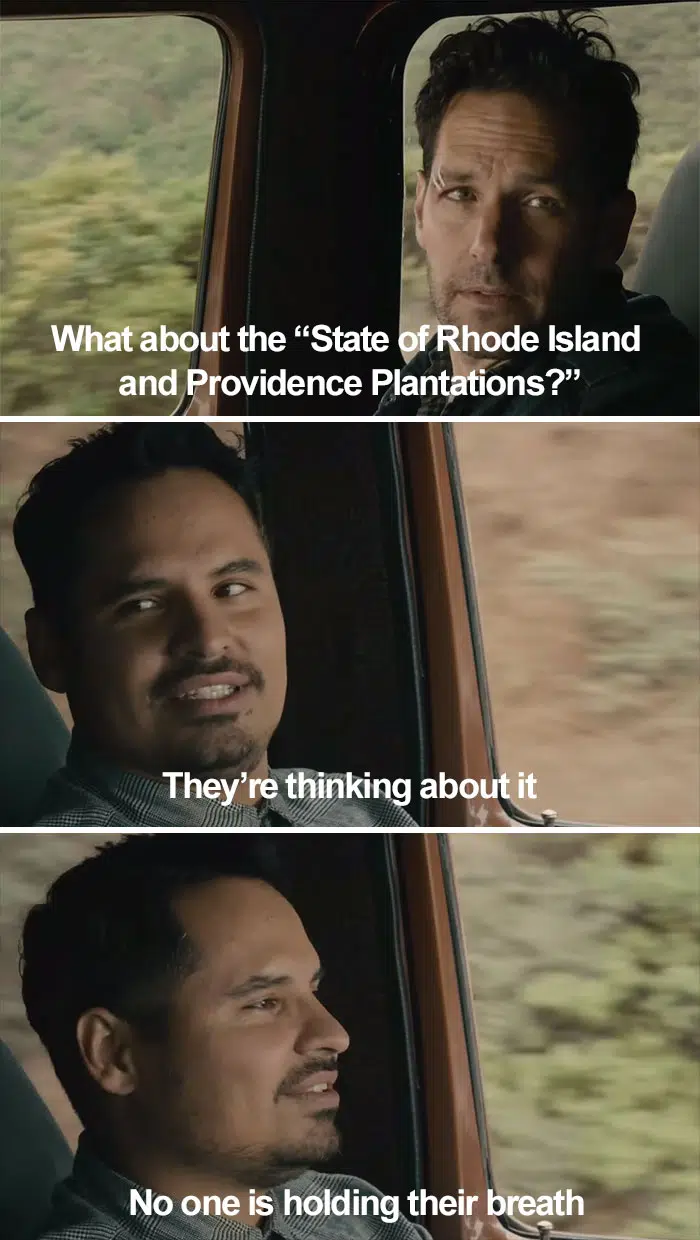 What about the “State of Rhode Island
and Providence Plantations?”
They’re thinking about it
No one is holding their breath